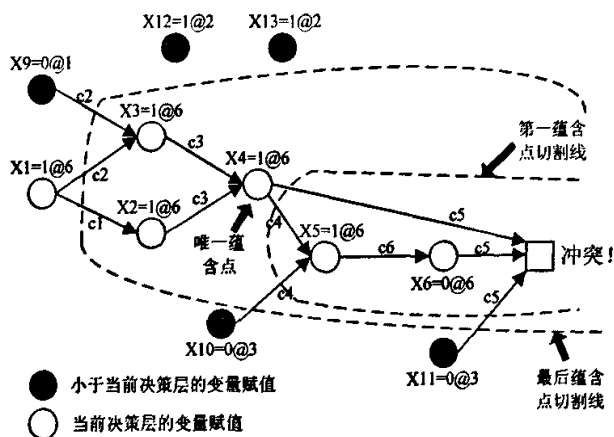 X12=1@2 X13=1@2
X9=0@1
c2
X3=1@6
c3
第一蕴含
点切割线
X4=1@6
X1=1@6
c2
c3
c1
X2=1@6
唯一蕴
含点
c4
X5=1@6
c5
c6
c5
冲突!
X6=0@6
c4
c5
X10=0@3
X11=0@3
最后蕴含
点切割线
小于当前决策层的变量赋值
当前决策层的变量赋值